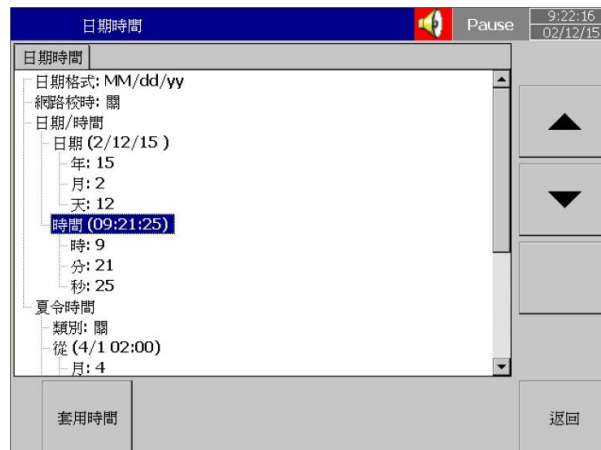 日期時間
Pause
9:22:16
02/12/15
日期時間
日期格式: MM/dd/yy
網路校時: 關
日期/時間
日期 (2/12/15 )
年: 15
月: 2
天: 12
時間 (09:21:25)
時: 9
分: 21
秒: 25
夏令時間
類別: 關
從 (4/1 02:00)
月: 4
套用時間
返回